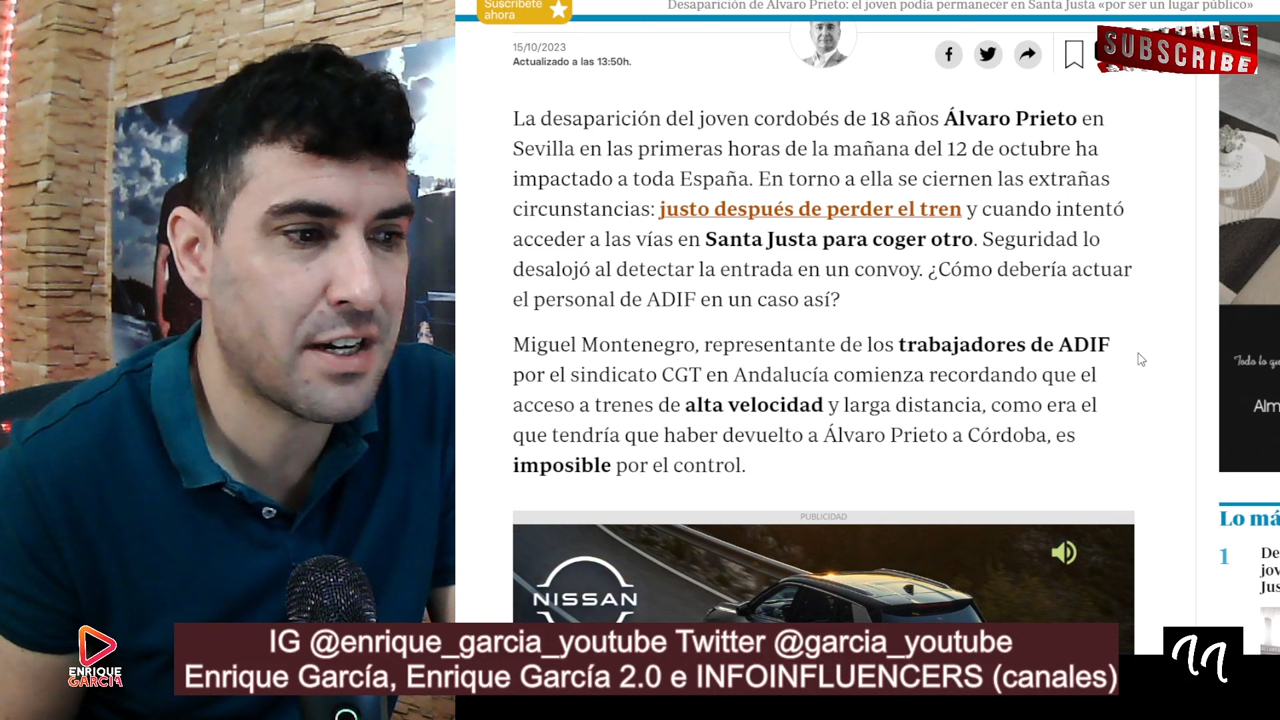 Suscríbete
ahora
Desaparición de Álvaro Prieto: el joven podía permanecer en Santa Justa «por ser un lugar público»
15/10/2023
Actualizado a las 13:50h.
SUBSCRIBE
La desaparición del joven cordobés de 18 años Álvaro Prieto en
Sevilla en las primeras horas de la mañana del 12 de octubre ha
impactado a toda España. En torno a ella se ciernen las extrañas
circunstancias: justo después de perder el tren y cuando intentó
acceder a las vías en Santa Justa para coger otro. Seguridad lo
desalojó al detectar la entrada en un convoy. ¿Cómo debería actuar
el personal de ADIF en un caso así?
Miguel Montenegro, representante de los trabajadores de ADIF
por el sindicato CGT en Andalucía comienza recordando que el
acceso a trenes de alta velocidad y larga distancia, como era el
que tendría que haber devuelto a Álvaro Prieto a Córdoba, es
imposible por el control.
PUBLICIDAD
NISSAN
Todo lo qu
Alm
Lo má
1
De
jov
Jus
IG @enrique_garcia_youtube Twitter @garcia_youtube
Enrique García, Enrique García 2.0 e INFOINFLUENCERS (canales)
ENRIQUE
GARCÍA